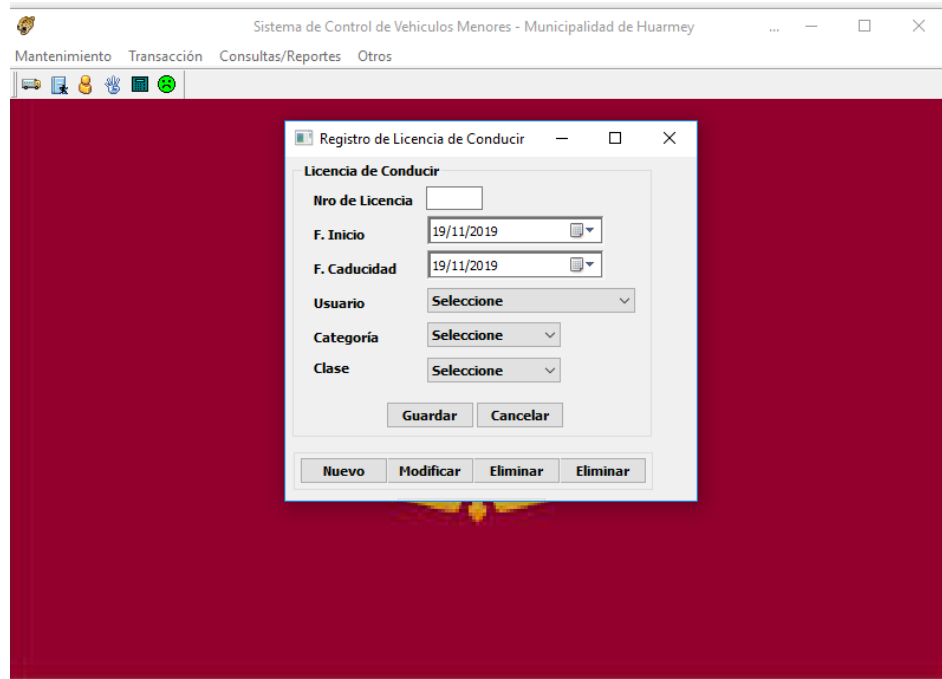 Sistema de Control de Vehiculos Menores - Municipalidad de Huarmey ...
Mantenimiento Transacción Consultas/Reportes Otros
Registro de Licencia de Conducir
Licencia de Conducir
Nro de Licencia
F. Inicio 19/11/2019
F. Caducidad 19/11/2019
Usuario Seleccione
Categoría Seleccione
Clase Seleccione
Guardar Cancelar
Nuevo Modificar Eliminar Eliminar